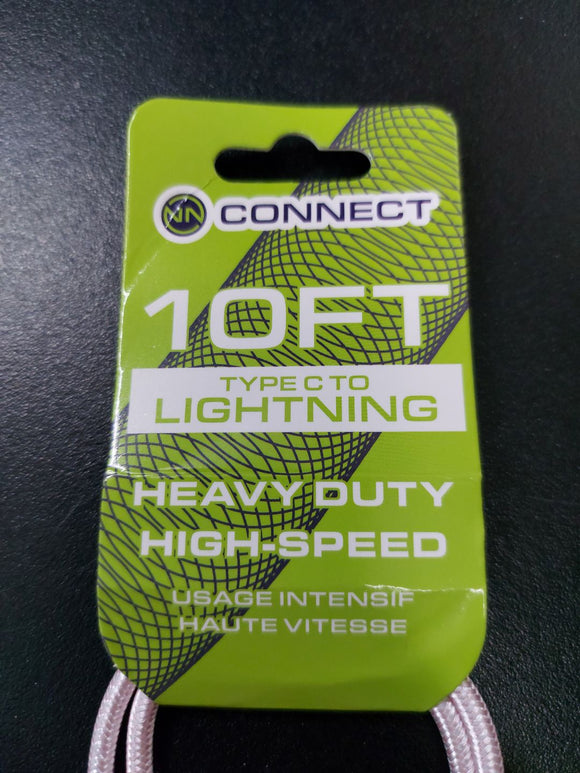 CONNECT
10FT
TYPE C TO
LIGHTNING
HEAVY DUTY
HIGH-SPEED
USAGE INTENSIF
HAUTE VITESSE